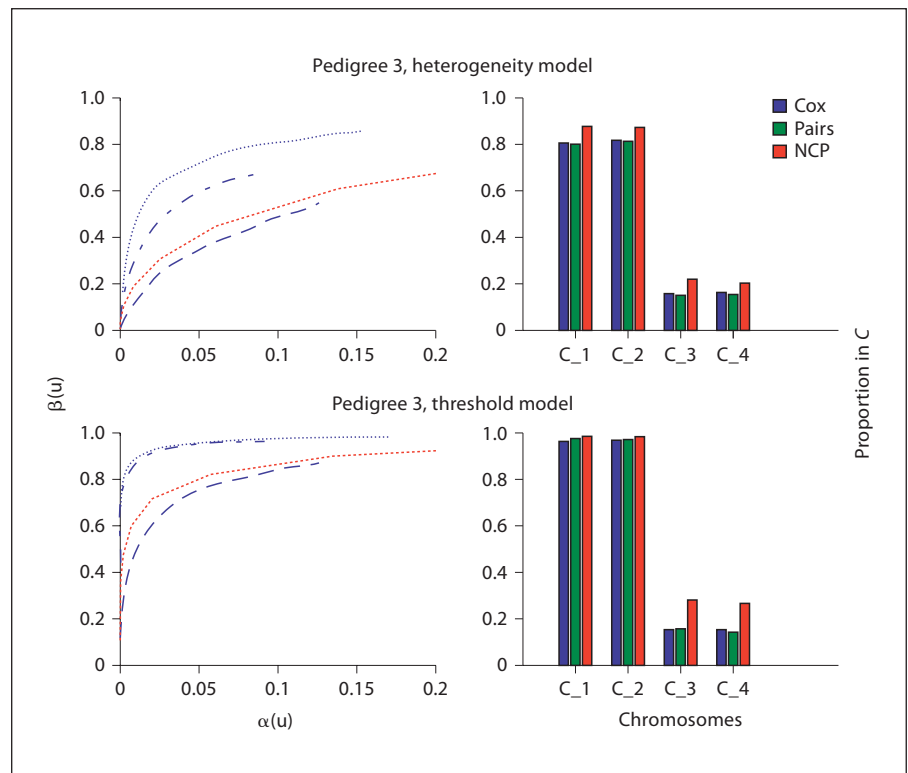 Pedigree 3, heterogeneity model
1.0
0.8
0.6
0.4
0.2
0
0 0.05 0.10 0.15 0.2
1.0
0.8
0.6
0.4
0.2
0
C_1 C_2 C_3 C_4
Cox
Pairs
NCP
β(u)
Proportion in C
Pedigree 3, threshold model
1.0
0.8
0.6
0.4
0.2
0
0 0.05 0.10 0.15 0.2
α(u)
1.0
0.8
0.6
0.4
0.2
0
C_1 C_2 C_3 C_4
Chromosomes